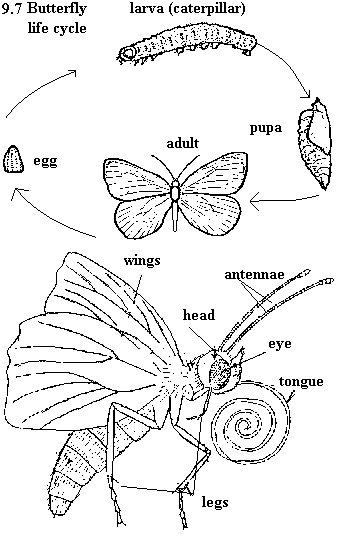 9.7 Butterfly
life cycle
larva (caterpillar)
pupa
adult
egg
wings
antennae
head
eye
tongue
legs